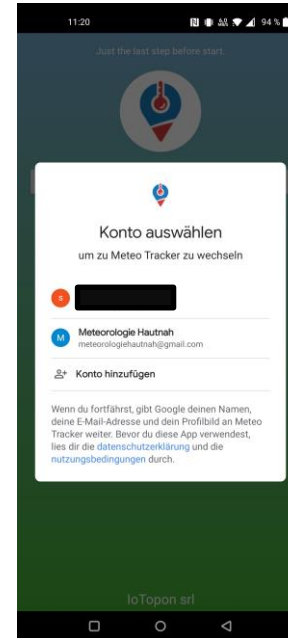 11:20
94 %
Just the last step before start.
Konto auswählen
um zu Meteo Tracker zu wechseln
S
M
Meteorologie Hautnah
meteorologiehautnah@gmail.com
Konto hinzufügen
Wenn du fortfährst, gibt Google deinen Namen,
deine E-Mail-Adresse und dein Profilbild an Meteo
Tracker weiter. Bevor du diese App verwendest,
lies dir die datenschutzerklärung und die
nutzungsbedingungen durch.
IoTopon srl